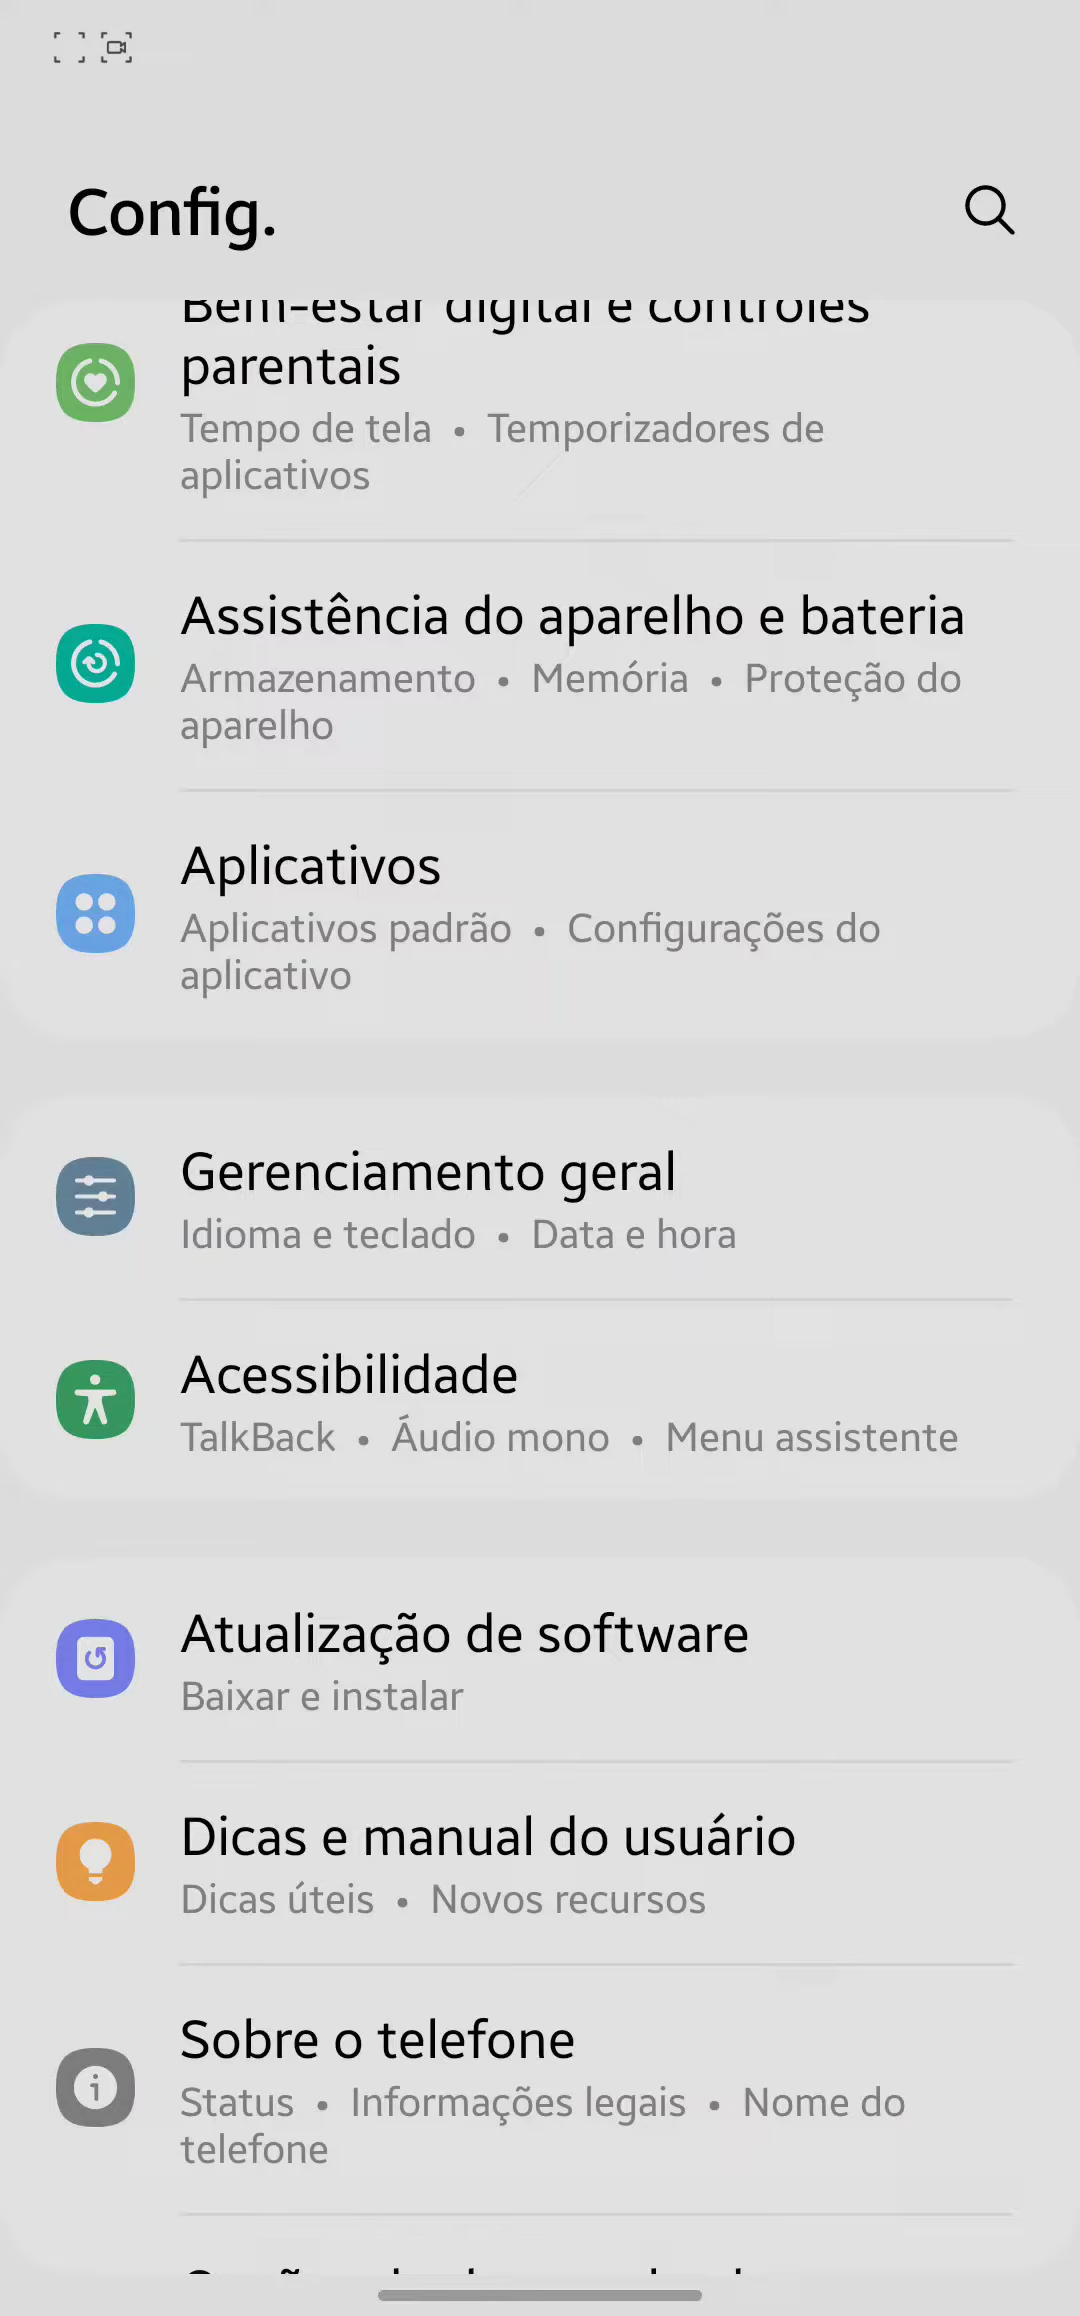 Config.
Bem-estar digital e controles
parentais
Tempo de tela • Temporizadores de
aplicativos
Assistência do aparelho e bateria
Armazenamento • Memória • Proteção do
aparelho
Aplicativos
Aplicativos padrão • Configurações do
aplicativo
Gerenciamento geral
Idioma e teclado • Data e hora
Acessibilidade
TalkBack • Áudio mono • Menu assistente
Atualização de software
Baixar e instalar
Dicas e manual do usuário
Dicas úteis • Novos recursos
Sobre o telefone
Status • Informações legais • Nome do
telefone